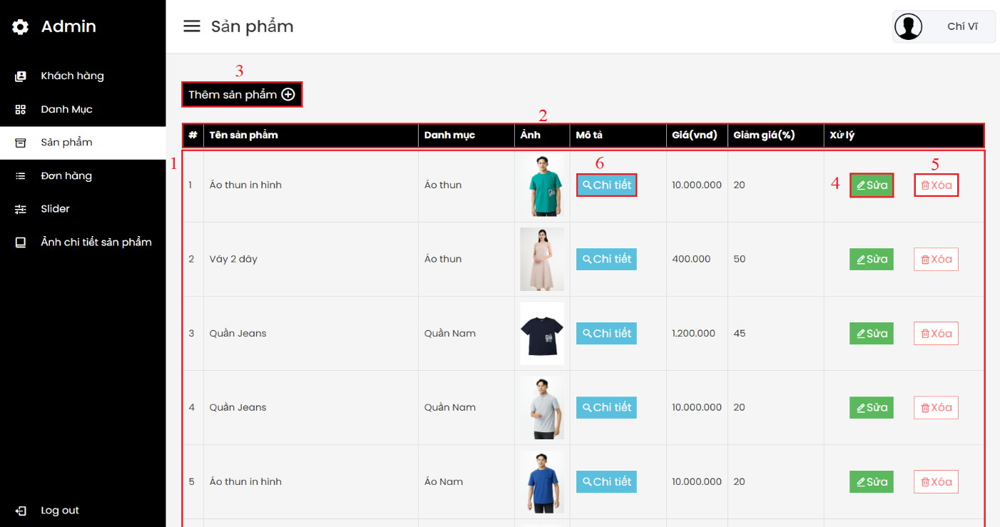 Admin
Sản phẩm
Chí Vĩ
Khách hàng
Danh Mục
Sản phẩm
Đơn hàng
Slider
Ảnh chi tiết sản phẩm
Log out
3
Thêm sản phẩm
2
# Tên sản phẩm Danh mục Ảnh Mô tả Giá(vnđ) Giảm giá(%) Xử lý
1
6
5
4
1 Áo thun in hình Áo thun Chi tiết 10.000.000 20 Sửa Xóa
2 Váy 2 dây Áo thun Chi tiết 400.000 50 Sửa Xóa
3 Quần Jeans Quần Nam Chi tiết 1.200.000 45 Sửa Xóa
4 Quần Jeans Quần Nam Chi tiết 10.000.000 20 Sửa Xóa
5 Áo thun in hình Áo Nam Chi tiết 10.000.000 20 Sửa Xóa